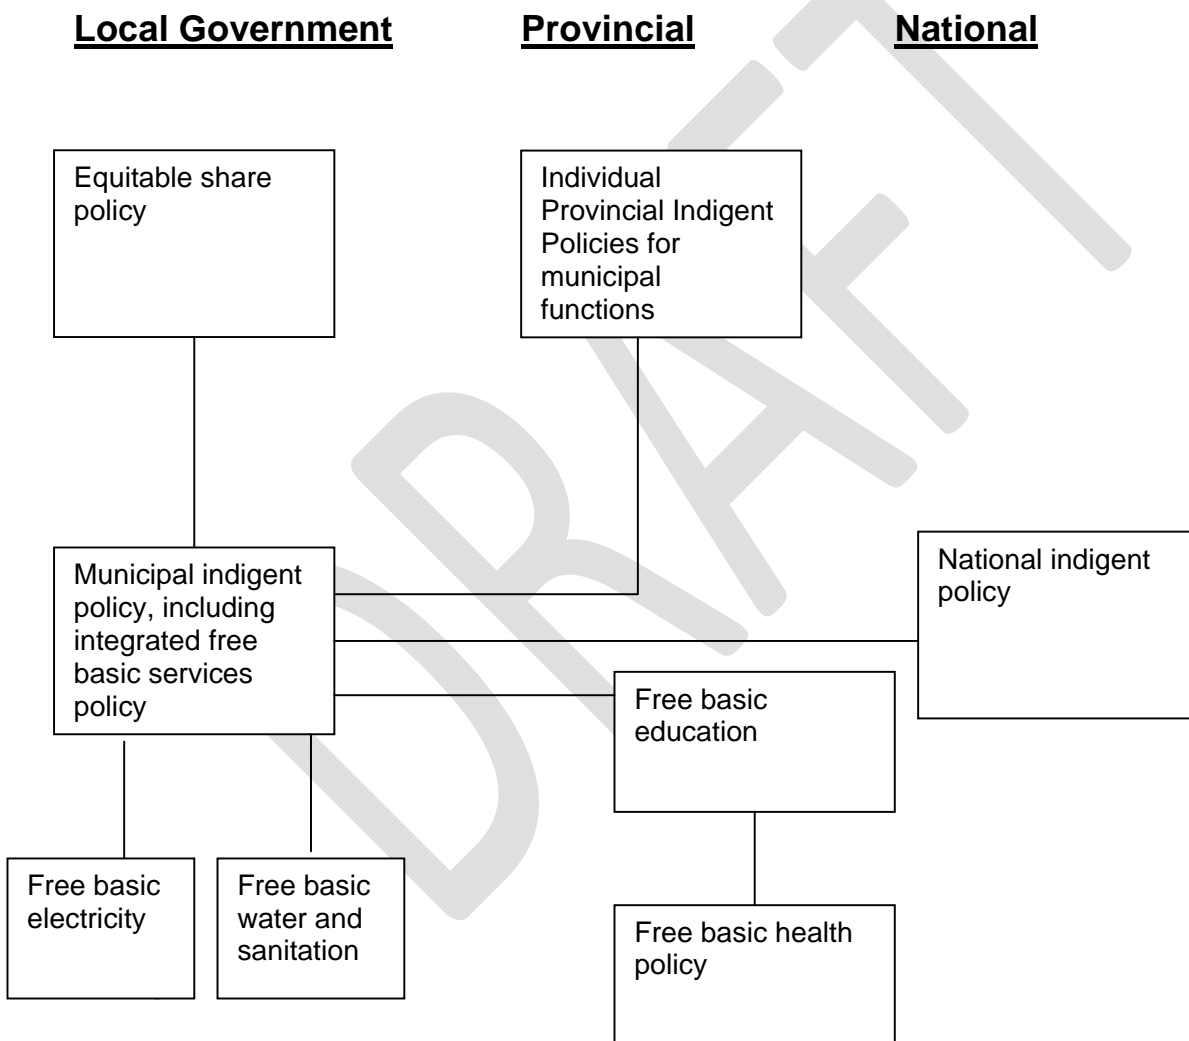 Local Government Provincial National
Equitable share
policy
Individual
Provincial Indigent
Policies for
municipal
functions
Municipal indigent
policy, including
integrated free
basic services
policy
National indigent
policy
Free basic
education
Free basic
electricity
Free basic
water and
sanitation
Free basic health
policy
DRAFT